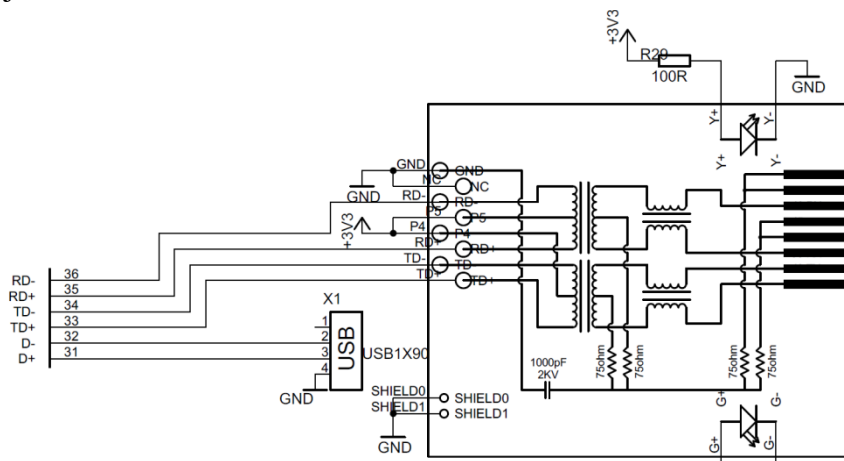 +3V3
R29
100R
GND
Y+
Y-
Y+
Y-
GND
GND
NC
NC
GND
RD-
RD-
P5
P5
+3V3
P4
P4
RD+
RD+
TD-
TD-
TD+
TD+
RD-
36
RD+
35
TD-
34
TD+
33
D-
32
D+
31
X1
1
2
3
4
USB
USB1X90
GND
1000pF
2KV
75ohm
75ohm
75ohm
75ohm
SHIELD0
SHIELD0
SHIELD1
SHIELD1
GND
G+
G-
G+
G-